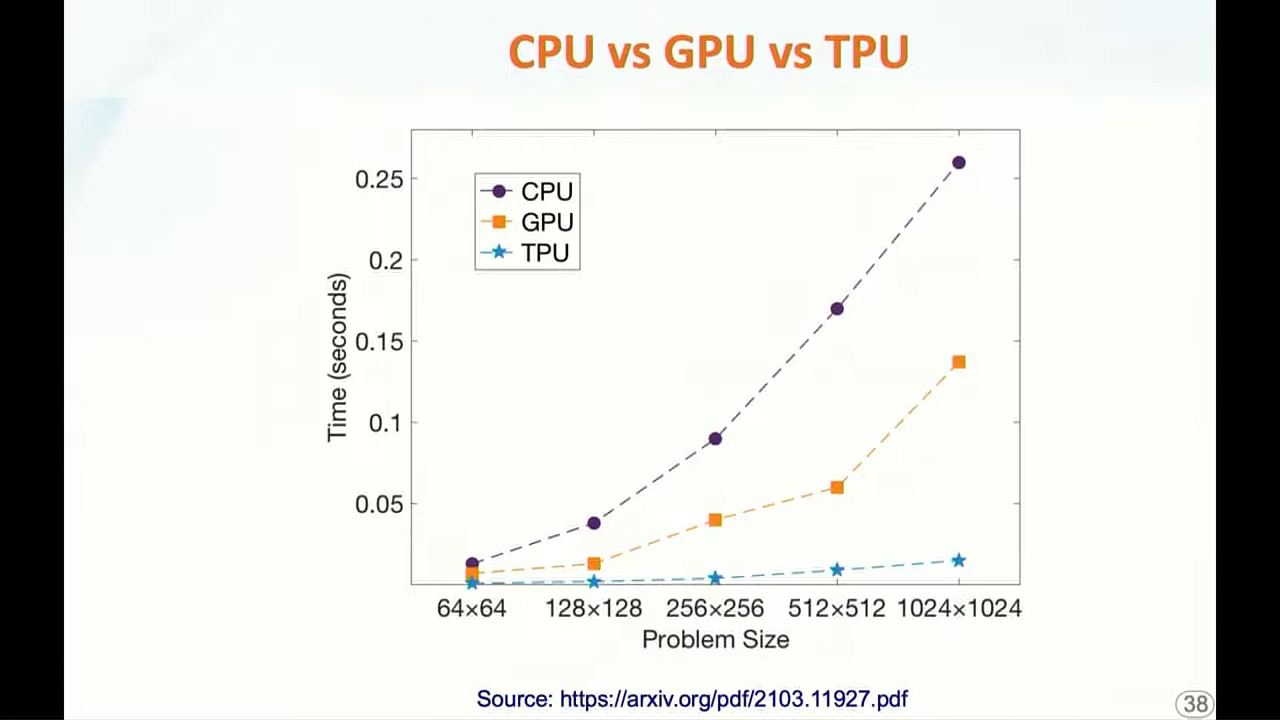 CPU vs GPU vs TPU
CPU
GPU
TPU
0.25
0.2
0.15
0.1
0.05
Time (seconds)
64×64 128×128 256×256 512×512 1024×1024
Problem Size
Source: https://arxiv.org/pdf/2103.11927.pdf
38